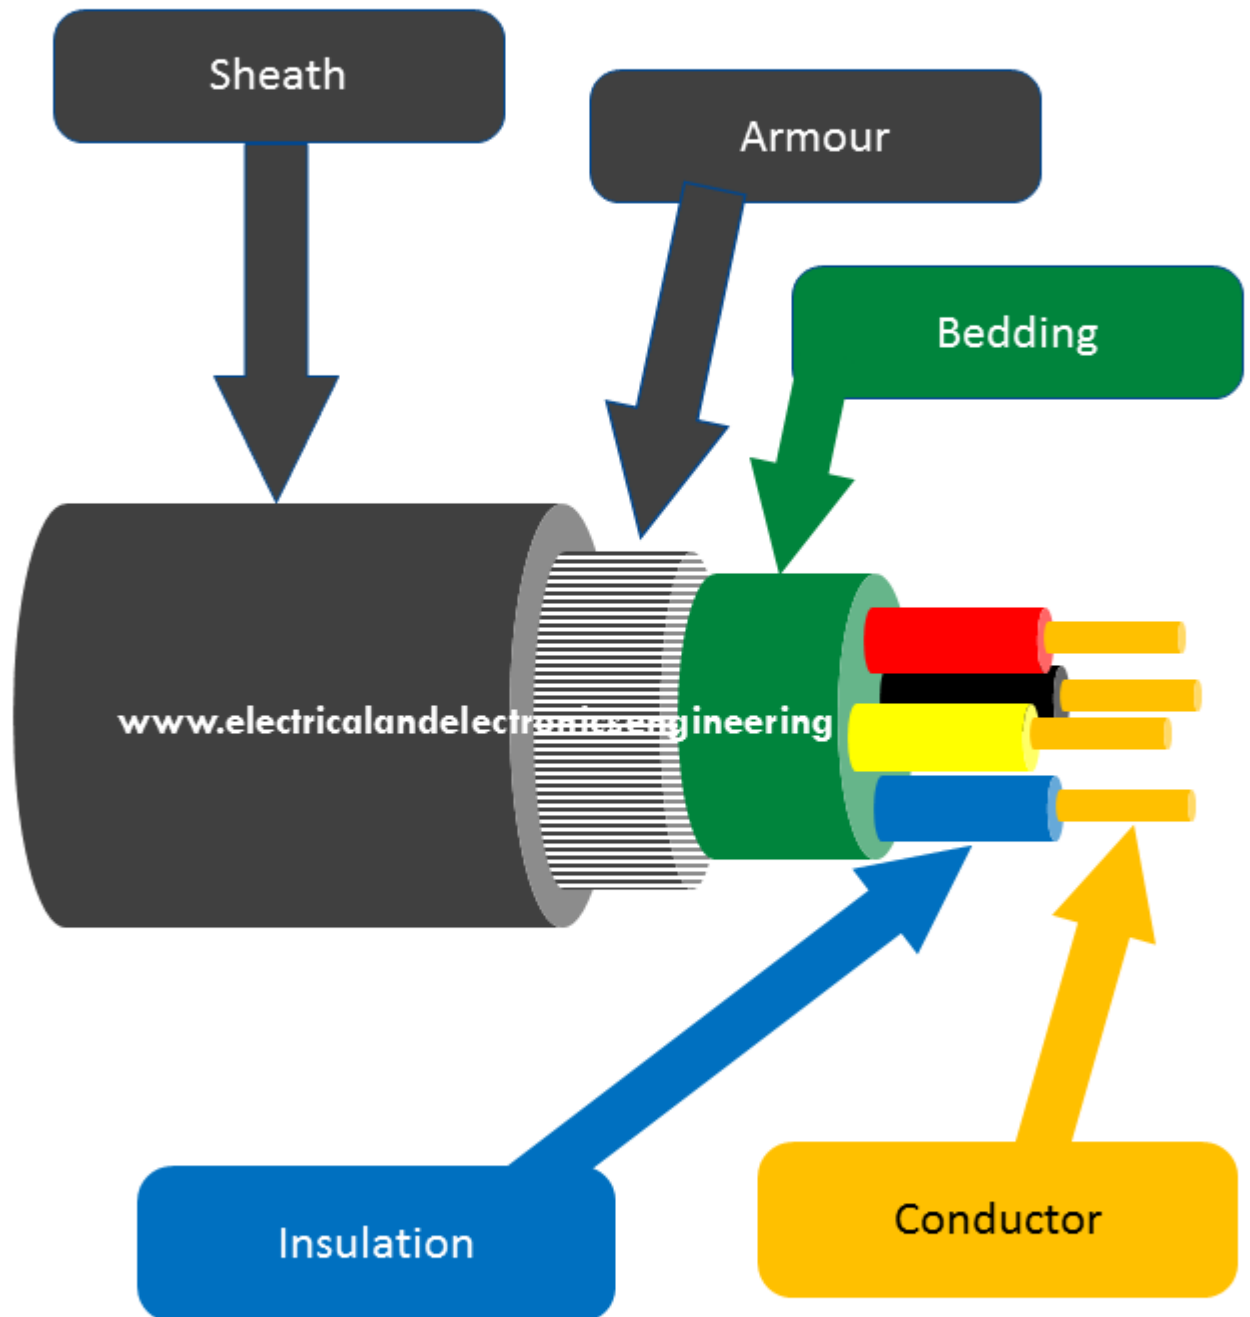 Sheath
Armour
Bedding
www.electricalandelectronicsengineering
Insulation
Conductor